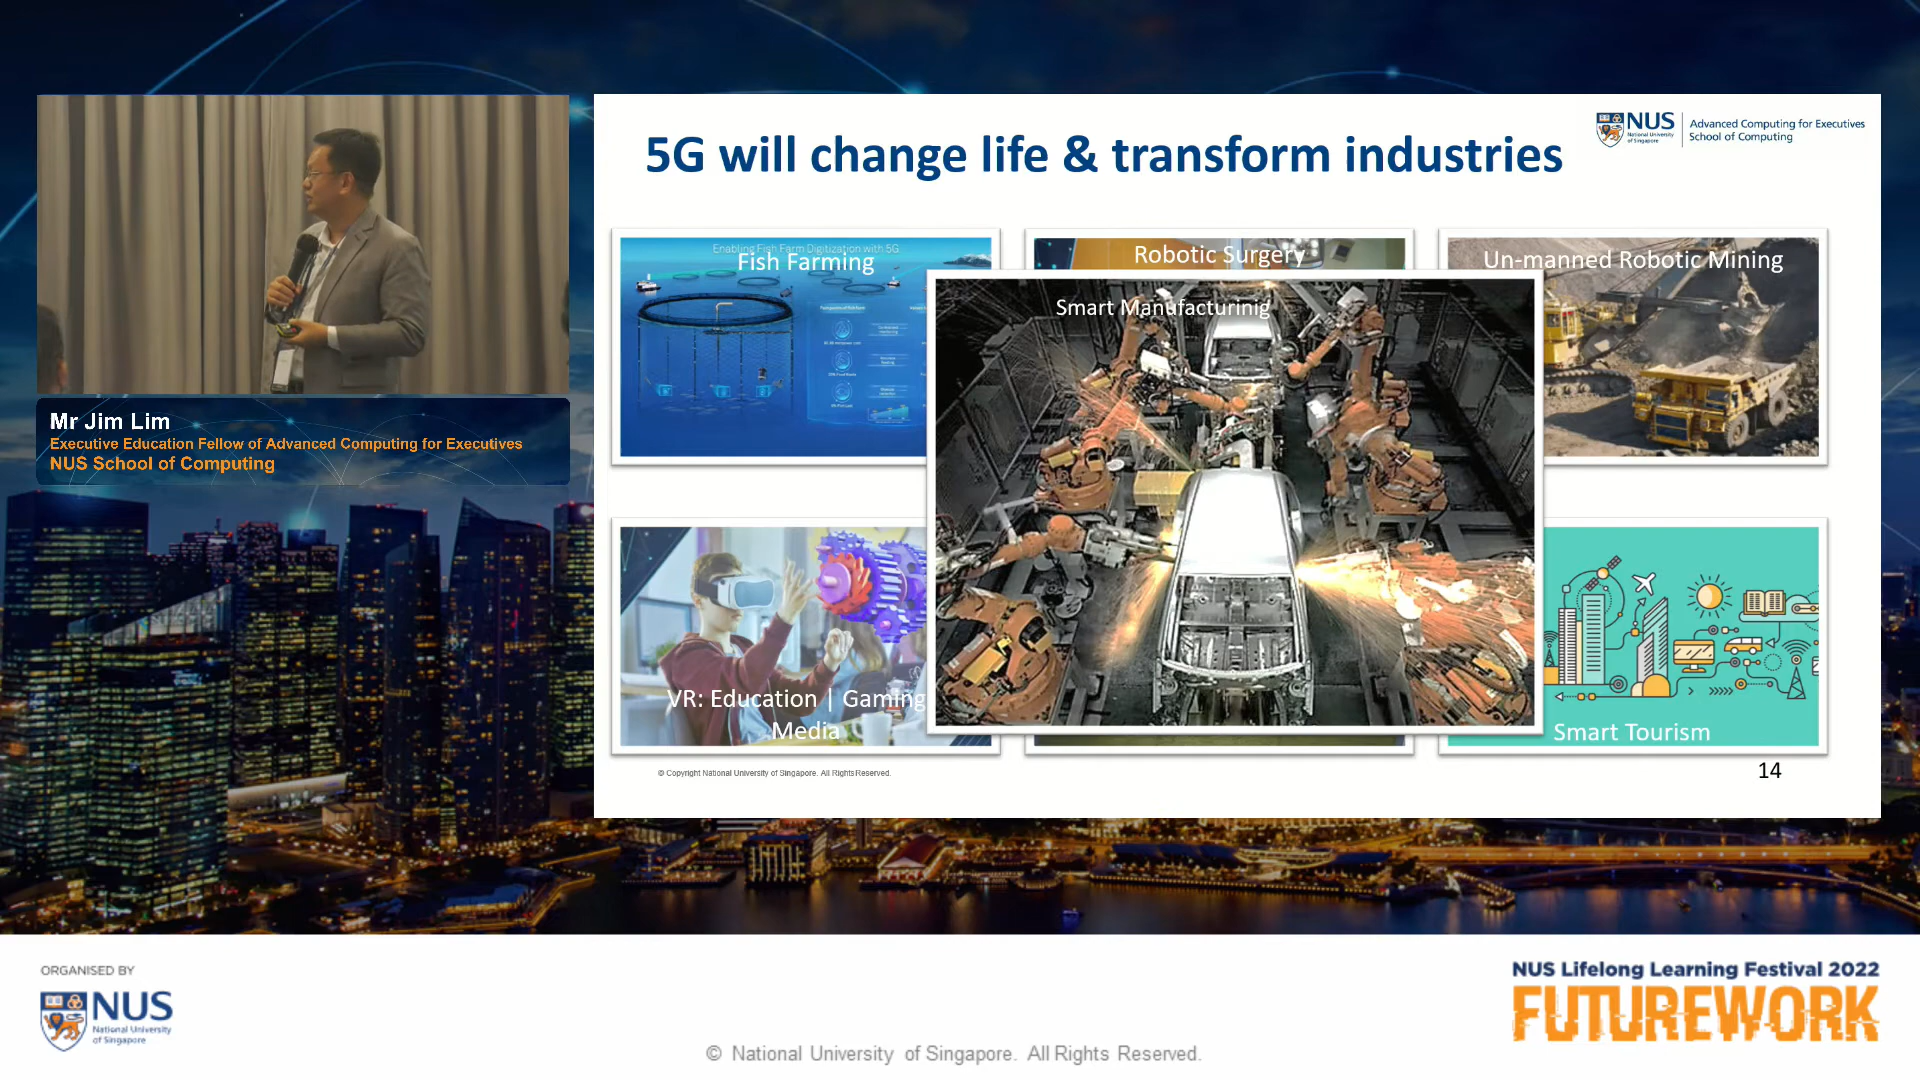 5G will change life & transform industries
NUS
National University
of Singapore
Advanced Computing for Executives
School of Computing
Enabling Fish Farm Digitization with 5G
Fish Farming
Robotic Surgery
Un-manned Robotic Mining
Smart Manufacturinig
Mr Jim Lim
Executive Education Fellow of Advanced Computing for Executives
NUS School of Computing
VR: Education | Gaming
Media
Smart Tourism
© Copyright National University of Singapore. All Rights Reserved.
14
ORGANISED BY
NUS
National University
of Singapore
NUS Lifelong Learning Festival 2022
FUTUREWORK
© National University of Singapore. All Rights Reserved.